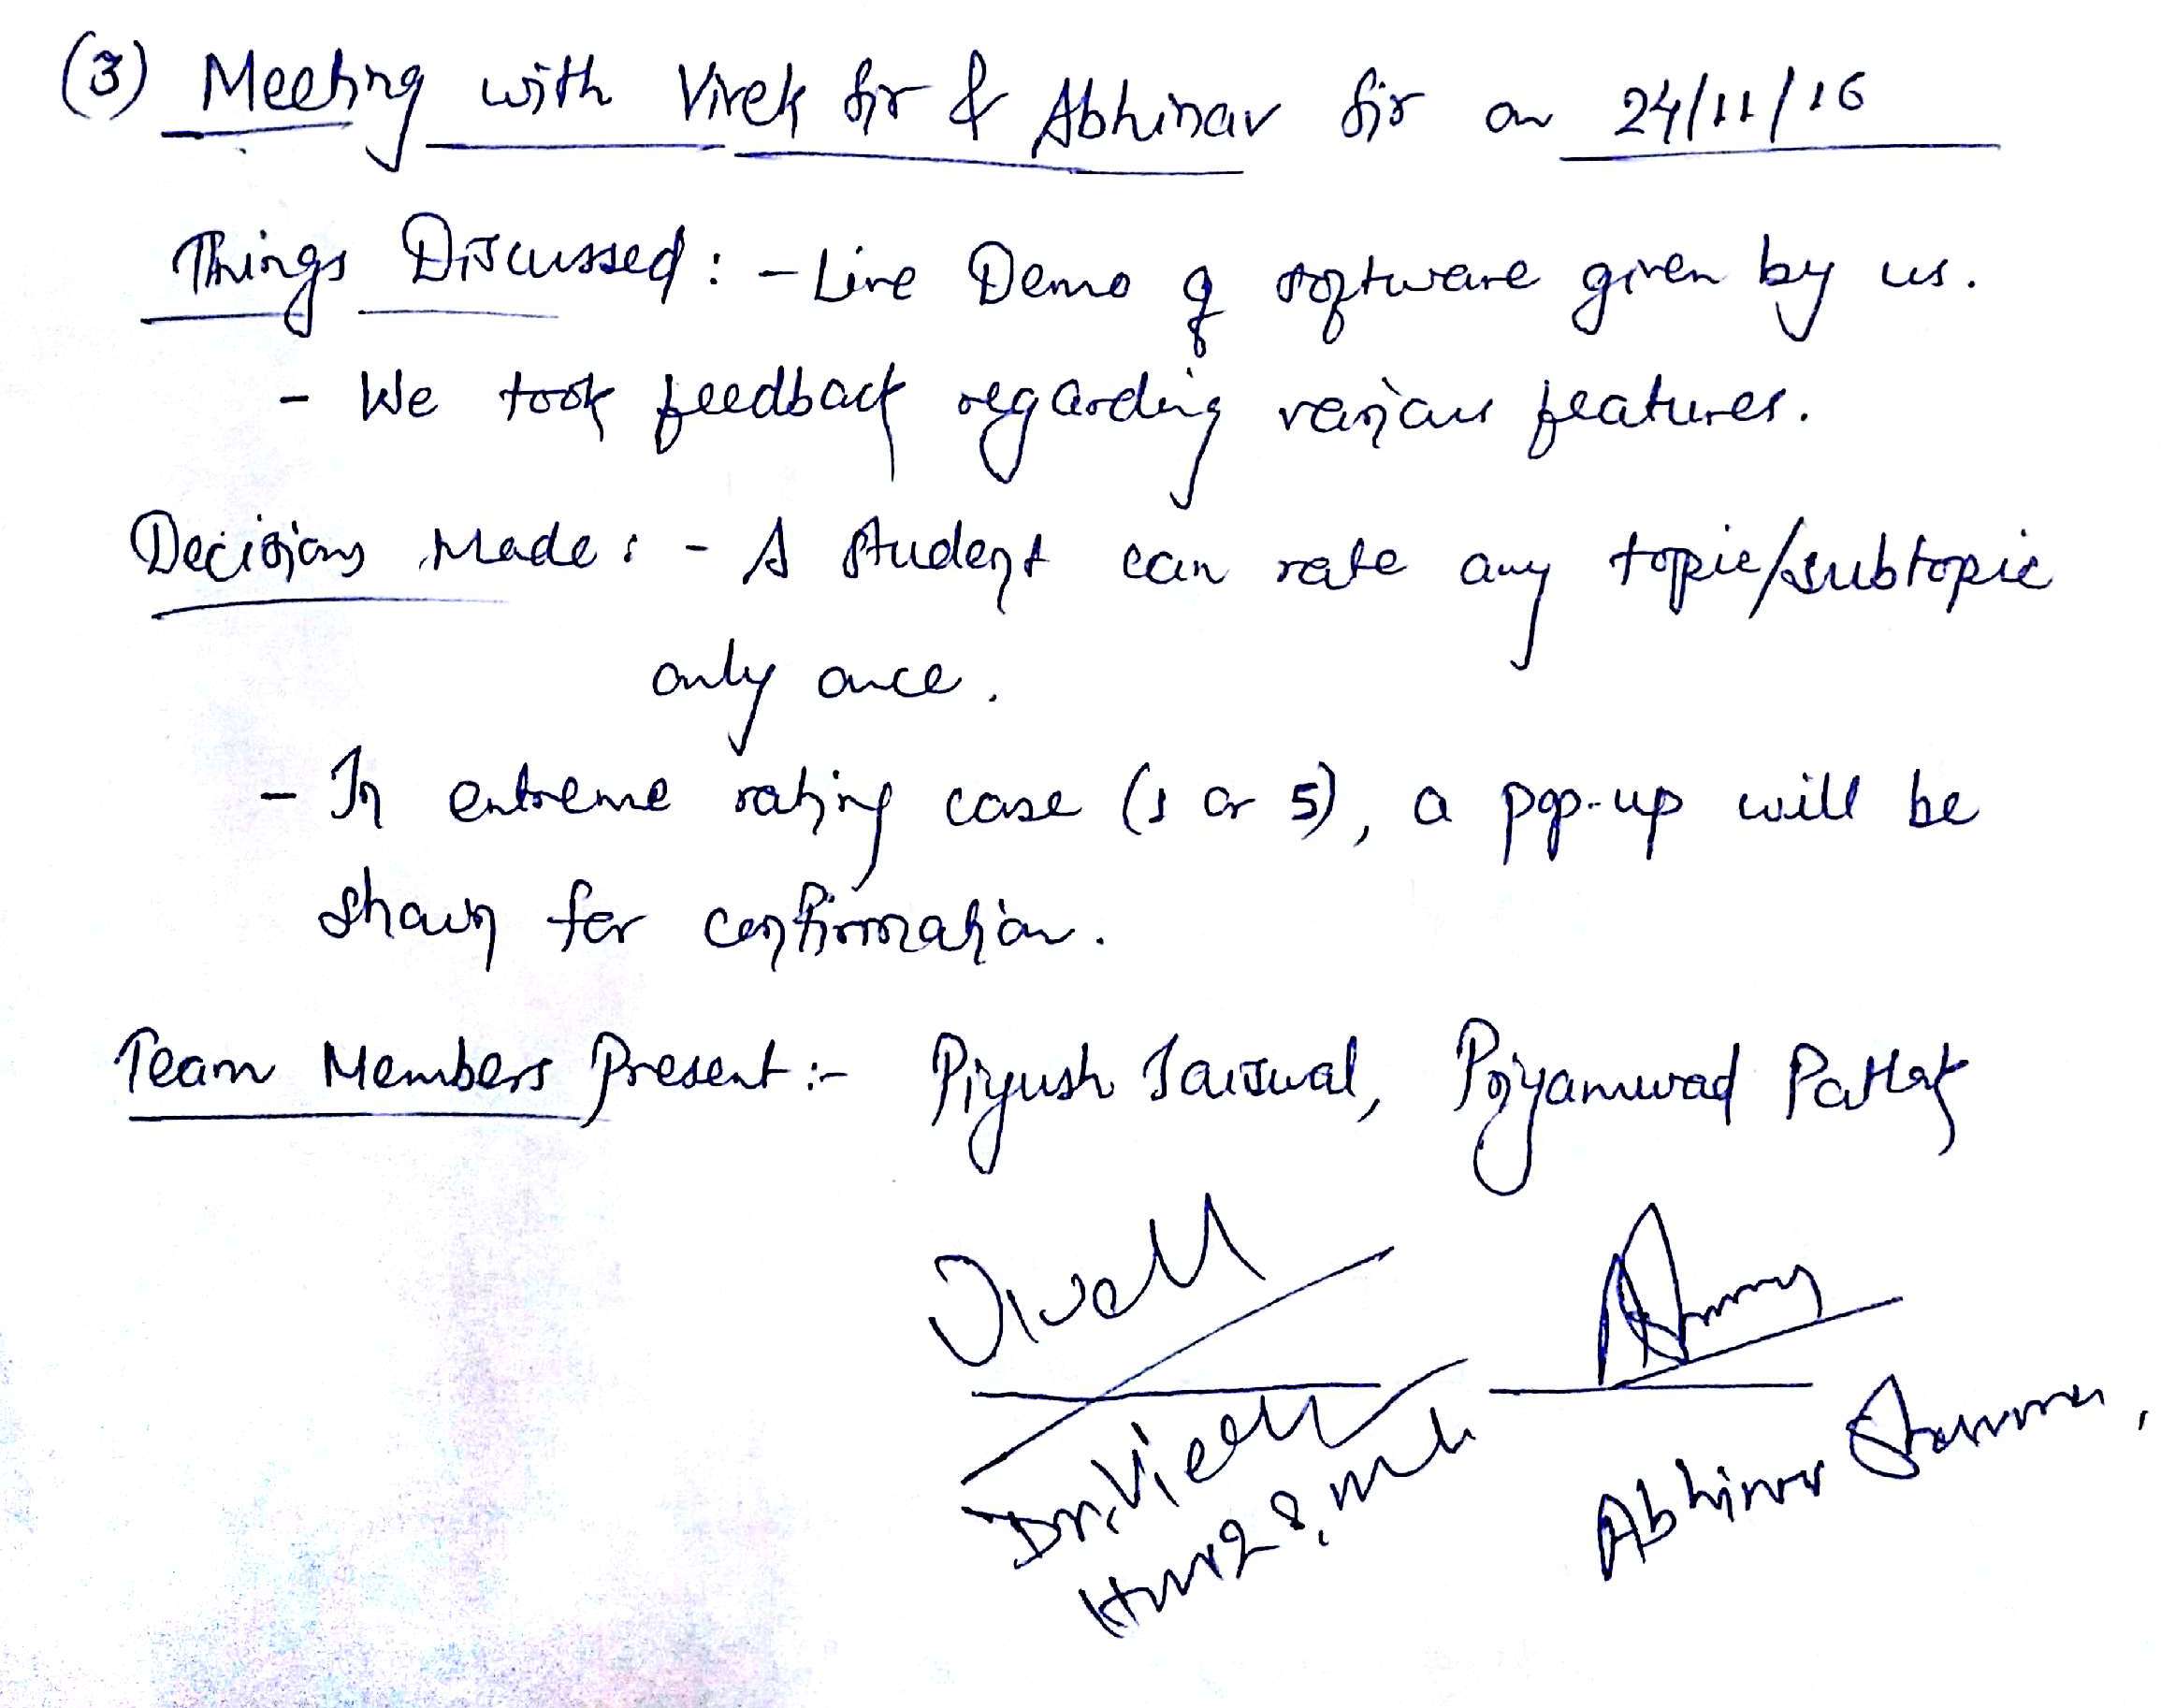 (3) Meeting with Vivek Sir & Abhinav Sir on 24/11/16
Things Discussed: - Live Demo of software given by us.
- We took feedback regarding various features.
Decisions Made: - A student can rate any topic/subtopic
only once.
- In extreme rating case (1 or 5), a pop-up will be
shown for confirmation.
Team Members Present :- Piyush Jaiswal, Priyamwad Pathak
Vivek
Dr. Vivek
Abhinav Sharma